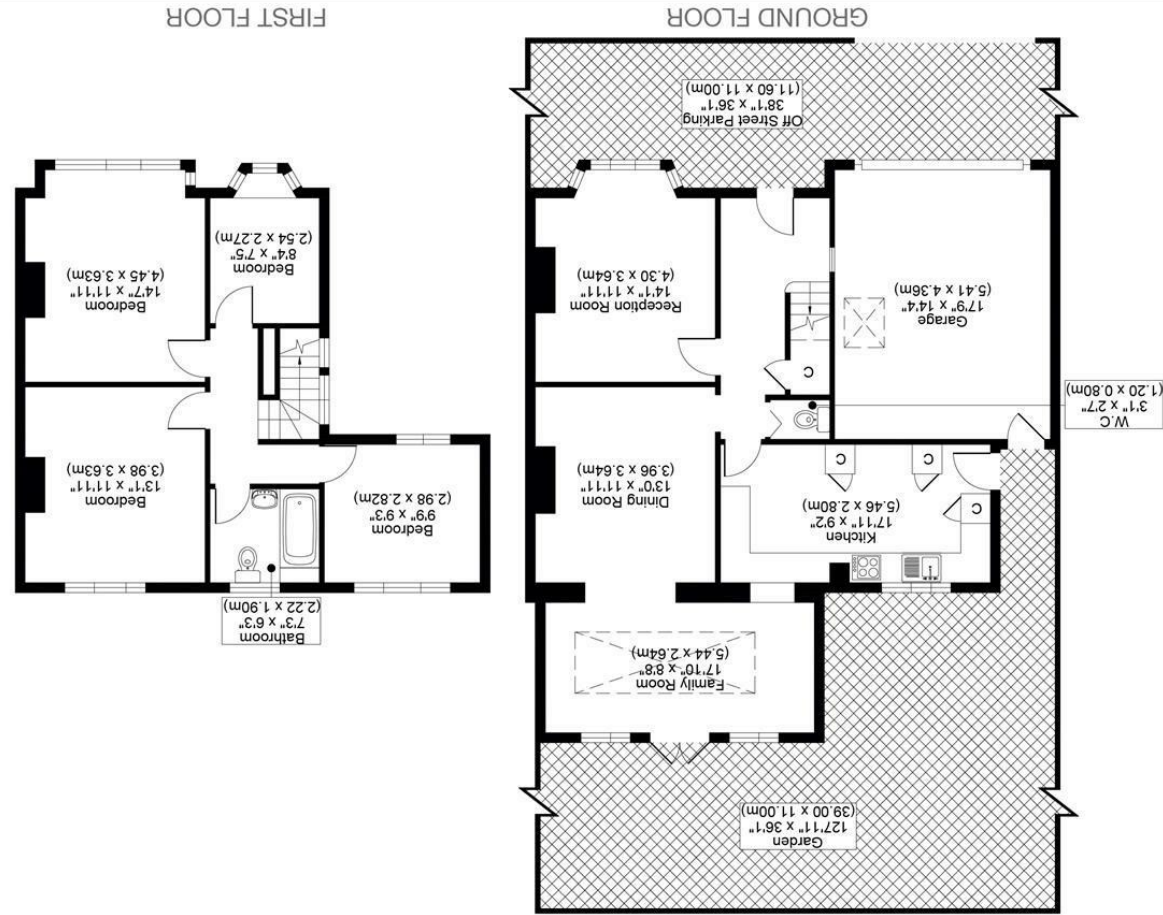 Garden
127'11" x 36'1"
(39.00 x 11.00m)
Family Room
17'10" x 8'8"
(5.44 x 2.64m)
Kitchen
17'11" x 9'2"
(5.46 x 2.80m)
C
C
C
Dining Room
13'0" x 11'11"
(3.96 x 3.64m)
W.C
3'1" x 2'7"
(1.20 x 0.80m)
C
Garage
17'9" x 14'4"
(5.41 x 4.36m)
Reception Room
14'1" x 11'11"
(4.30 x 3.64m)
Off Street Parking
38'1" x 36'1"
(11.60 x 11.00m)
GROUND FLOOR
Bathroom
7'3" x 6'3"
(2.22 x 1.90m)
Bedroom
9'9" x 9'3"
(2.98 x 2.82m)
Bedroom
13'1" x 11'11"
(3.98 x 3.63m)
Bedroom
8'4" x 7'5"
(2.54 x 2.27m)
Bedroom
14'7" x 11'11"
(4.45 x 3.63m)
FIRST FLOOR